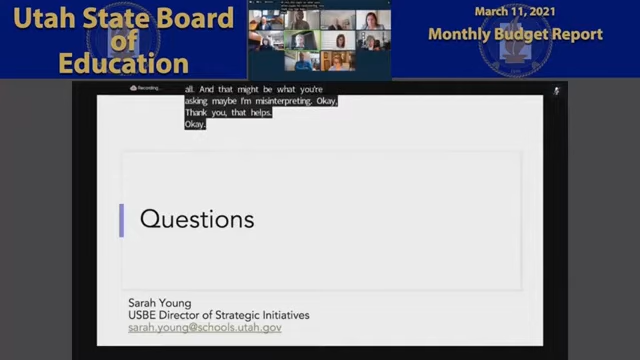 Utah State Board
of
Education
March 11, 2021
Monthly Budget Report
Recording...
all. And that might be what you're
asking maybe I'm misinterpreting. Okay,
Thank you, that helps.
Okay.
Questions
Sarah Young
USBE Director of Strategic Initiatives
sarah.young@schools.utah.gov